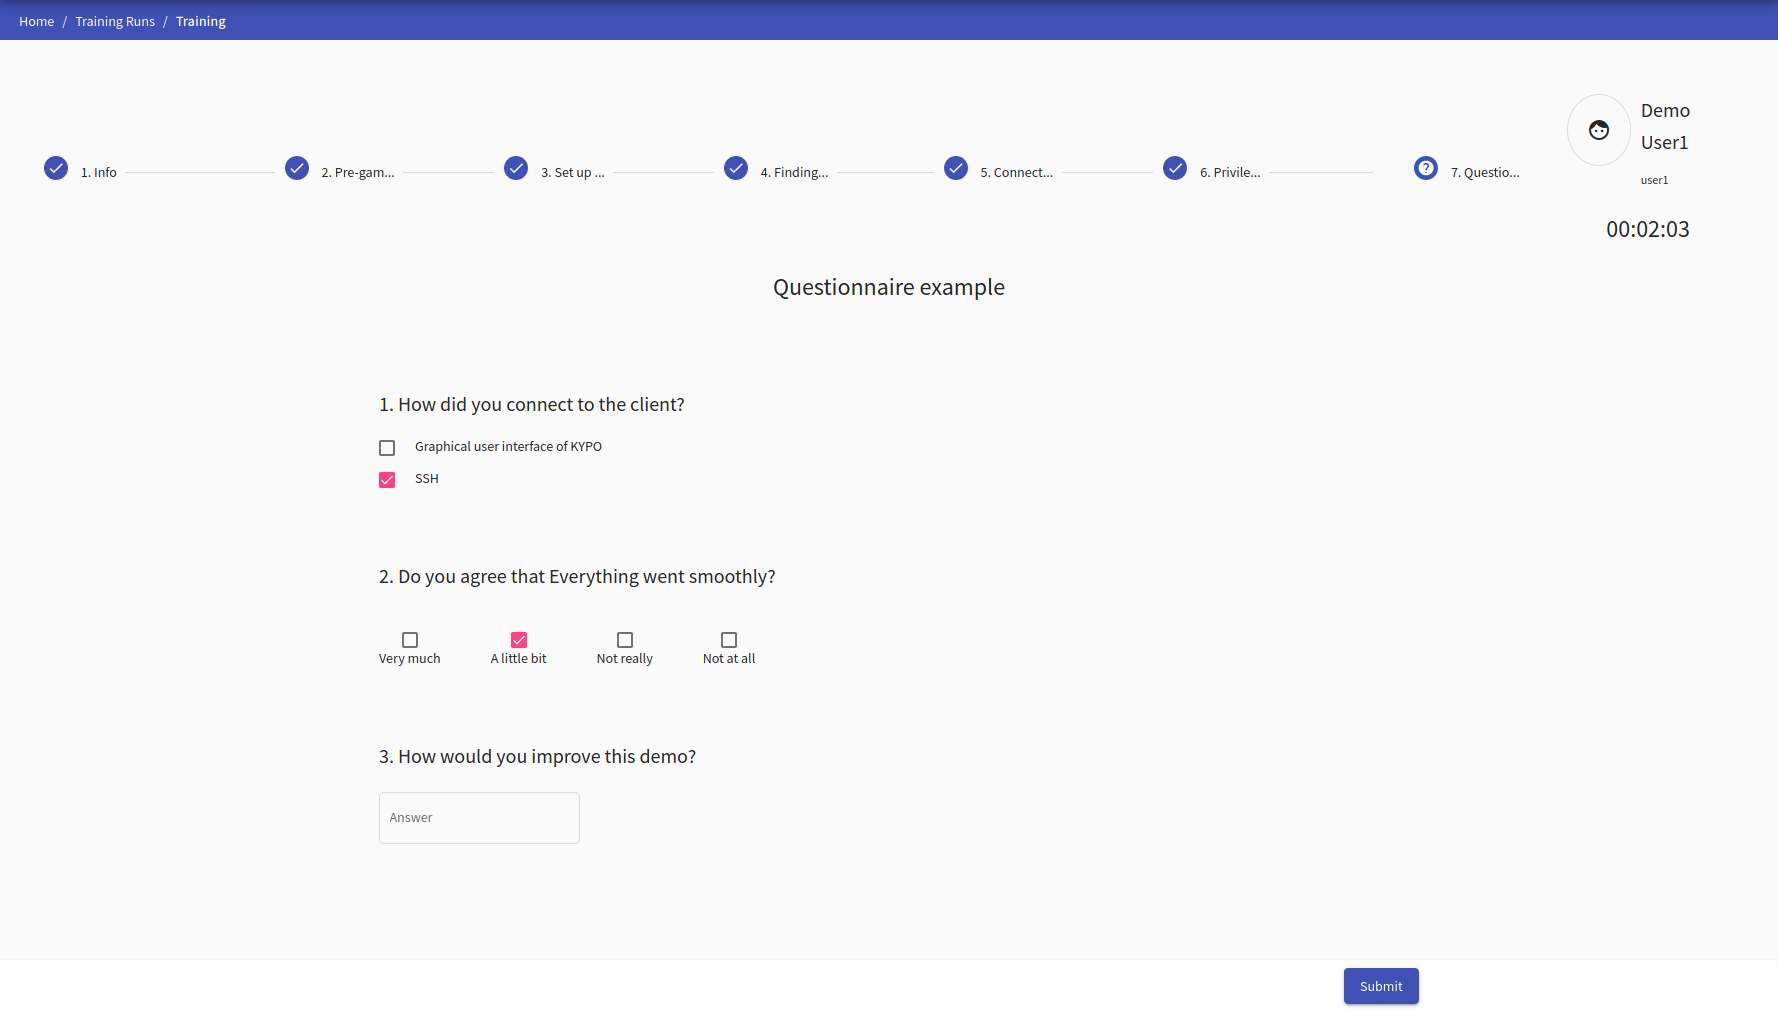 Home / Training Runs / Training
Demo
User1
user1
1. Info
2. Pre-gam...
3. Set up ...
4. Finding...
5. Connect...
6. Privile...
7. Questio...
00:02:03
Questionnaire example
1. How did you connect to the client?
Graphical user interface of KYPO
SSH
2. Do you agree that Everything went smoothly?
Very much
A little bit
Not really
Not at all
3. How would you improve this demo?
Answer
Submit